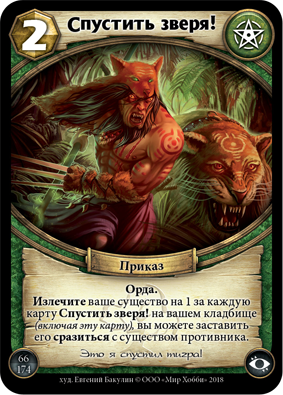 2
Спустить зверя!
Приказ
Орда.
Излечите ваше существо на 1 за каждую
карту Спустить зверя! на вашем кладбище
(включая эту карту), вы можете заставить
его сразиться с существом противника.
Это я спустил тигра!
66
174
худ. Евгений Бакулин © ООО «Мир Хобби» 2018